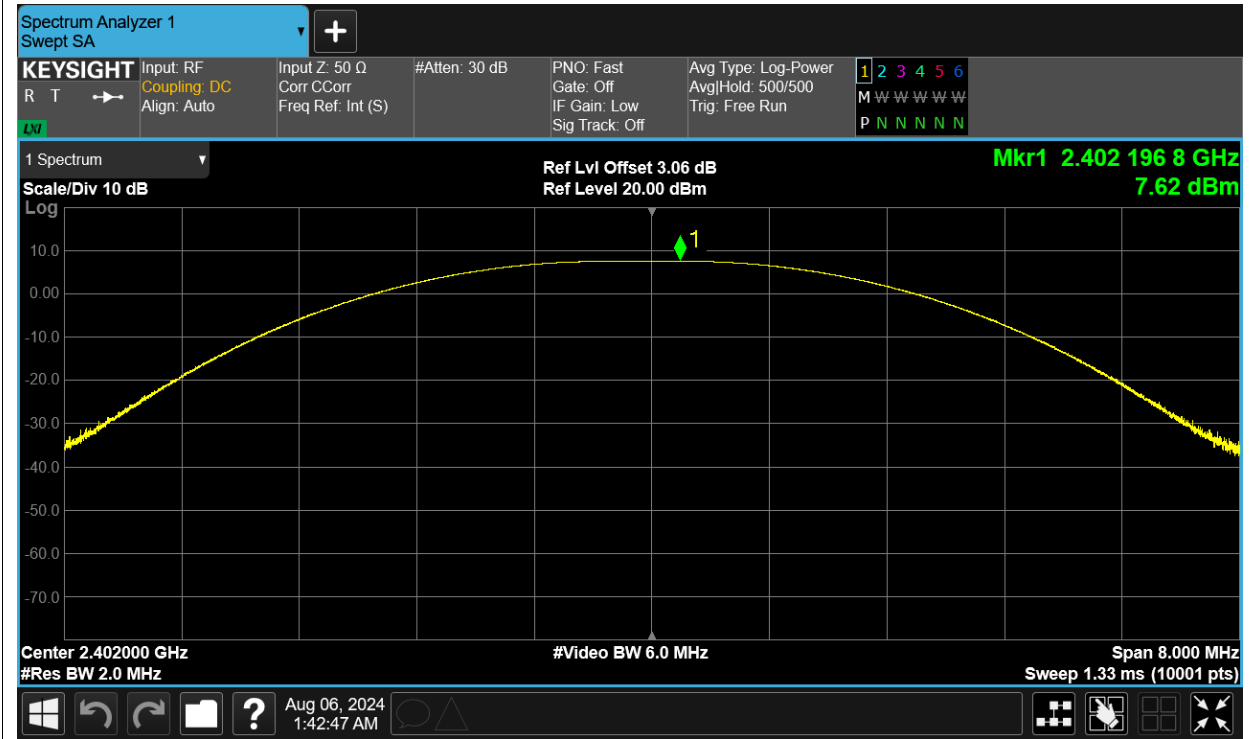 Spectrum Analyzer 1
Swept SA
▼
+
KEYSIGHT
R T
LXI
Input: RF
Coupling: DC
Align: Auto
Input Z: 50 Ω
Corr CCorr
Freq Ref: Int (S)
#Atten: 30 dB
PNO: Fast
Gate: Off
IF Gain: Low
Sig Track: Off
Avg Type: Log-Power
Avg|Hold: 500/500
Trig: Free Run
1 2 3 4 5 6
M W W W W W
P N N N N N
1 Spectrum ▼
Scale/Div 10 dB
Log
Ref Lvl Offset 3.06 dB
Ref Level 20.00 dBm
Mkr1 2.402 196 8 GHz
7.62 dBm
1
10.0
0.00
-10.0
-20.0
-30.0
-40.0
-50.0
-60.0
-70.0
Center 2.402000 GHz
#Res BW 2.0 MHz
#Video BW 6.0 MHz
Span 8.000 MHz
Sweep 1.33 ms (10001 pts)
?
Aug 06, 2024
1:42:47 AM